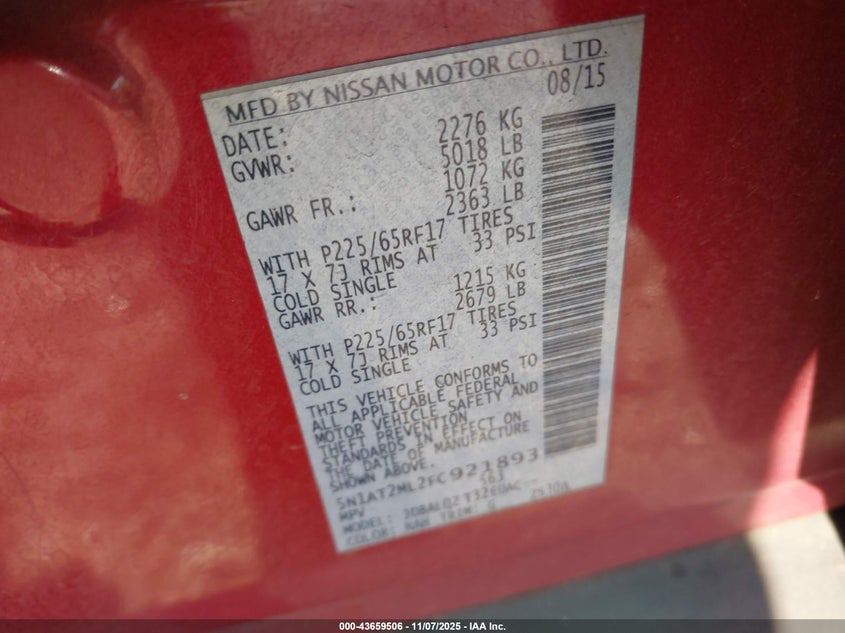 MFD BY NISSAN MOTOR CO., LTD.
DATE: 08/15
GVWR: 2276 KG
5018 LB
GAWR FR.: 1072 KG
2363 LB
WITH P225/65RF17 TIRES
17 X 7J RIMS AT 33 PSI
COLD SINGLE
GAWR RR.: 1215 KG
2679 LB
WITH P225/65RF17 TIRES
17 X 7J RIMS AT 33 PSI
COLD SINGLE
THIS VEHICLE CONFORMS TO
ALL APPLICABLE FEDERAL
MOTOR VEHICLE SAFETY AND
THEFT PREVENTION
STANDARDS IN EFFECT ON
THE DATE OF MANUFACTURE
SHOWN ABOVE.
5N1AT2ML2FC921893
MPV
MODEL:
COLOR: NAH TRIM: G
000-43659506 - 11/07/2025 - IAA Inc.